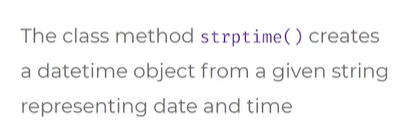 The class method strptime() creates
a datetime object from a given string
representing date and time